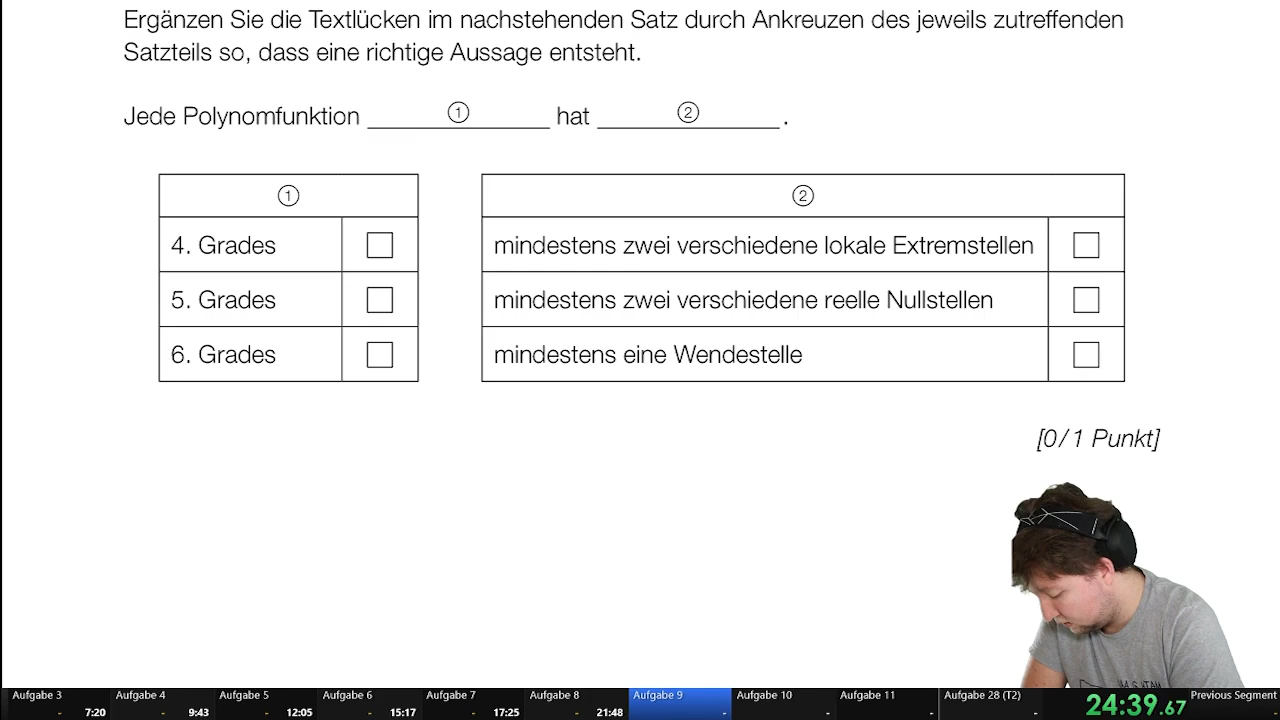 Ergänzen Sie die Textlücken im nachstehenden Satz durch Ankreuzen des jeweils zutreffenden
Satzteils so, dass eine richtige Aussage entsteht.
Jede Polynomfunktion ① hat ② .
①
4. Grades
5. Grades
6. Grades
②
mindestens zwei verschiedene lokale Extremstellen
mindestens zwei verschiedene reelle Nullstellen
mindestens eine Wendestelle
[0/1 Punkt]
Aufgabe 3 Aufgabe 4 Aufgabe 5 Aufgabe 6 Aufgabe 7 Aufgabe 8 Aufgabe 9 Aufgabe 10 Aufgabe 11 Aufgabe 28 (T2) 24:39.67 Previous Segment
- 7:20 - 9:43 - 12:05 - 15:17 - 17:25 - 21:48 - - - - -